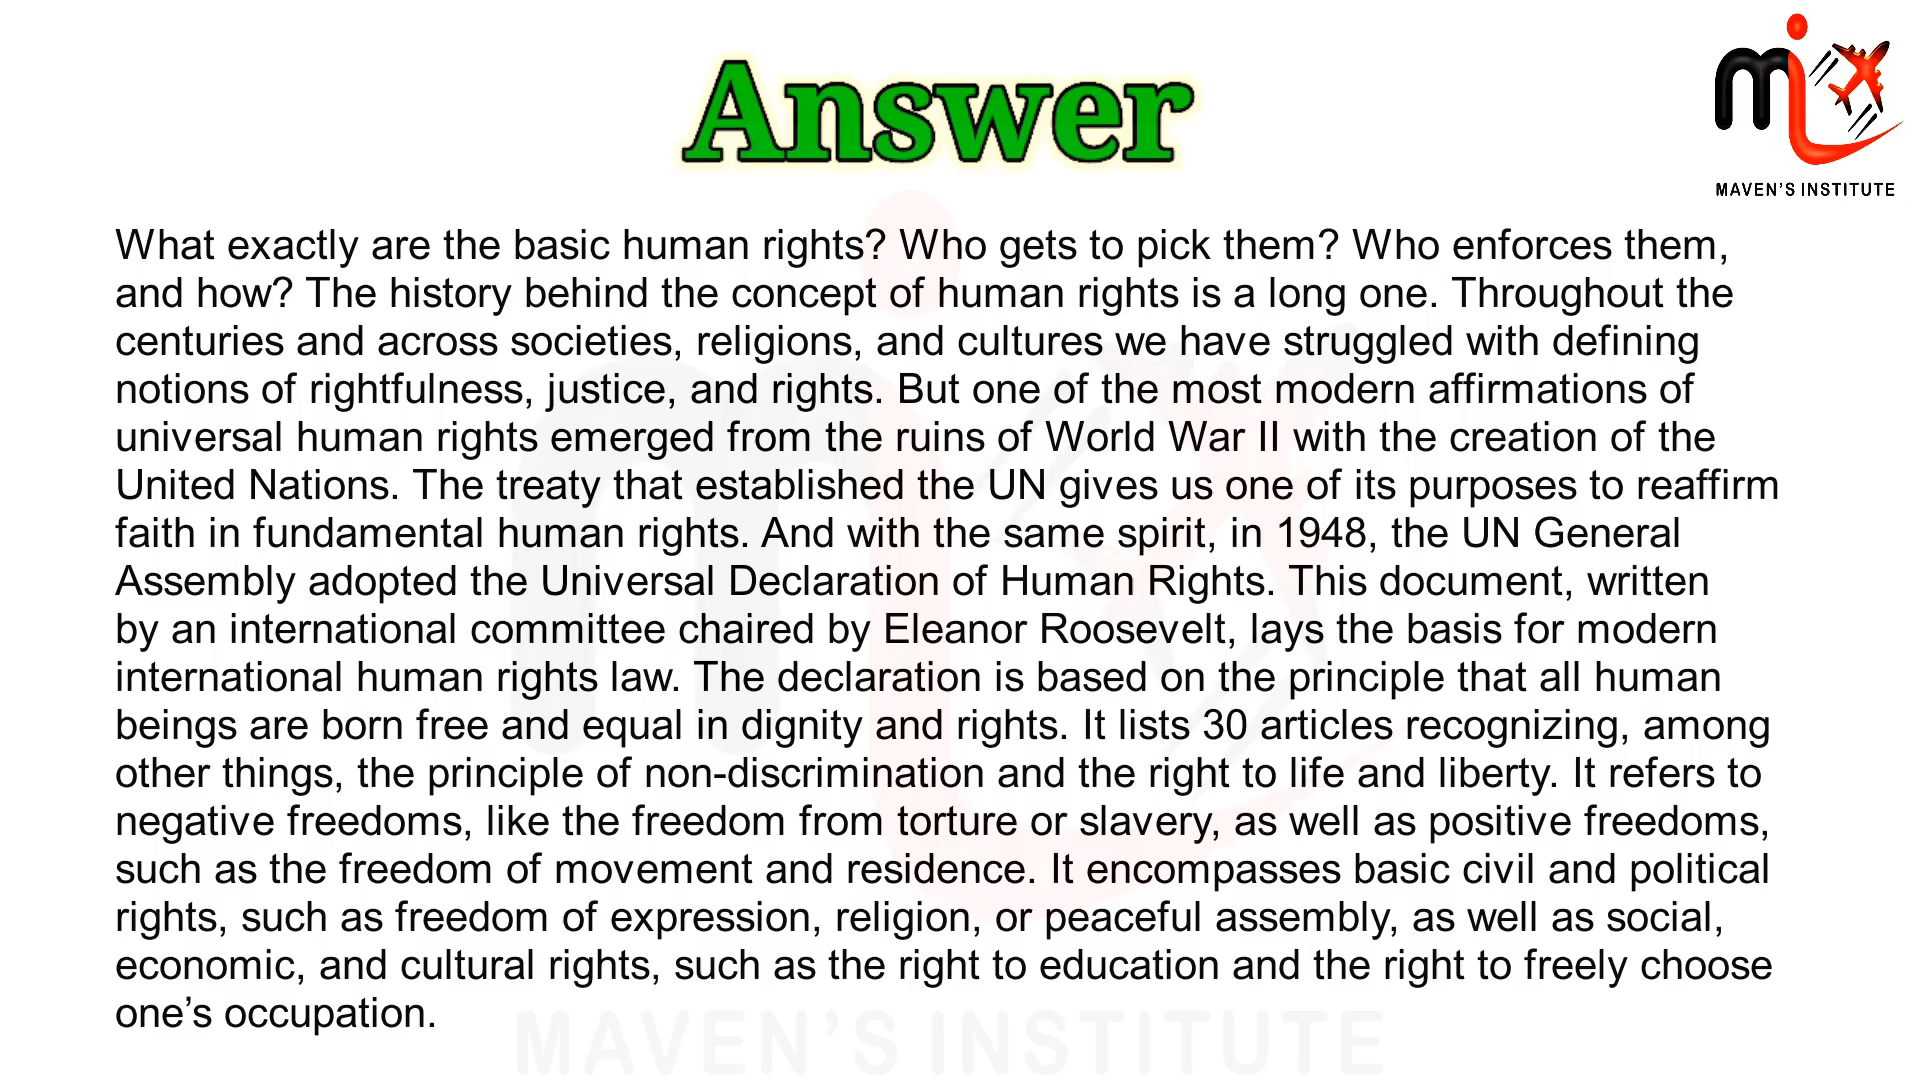 Answer
MAVEN'S INSTITUTE
What exactly are the basic human rights? Who gets to pick them? Who enforces them,
and how? The history behind the concept of human rights is a long one. Throughout the
centuries and across societies, religions, and cultures we have struggled with defining
notions of rightfulness, justice, and rights. But one of the most modern affirmations of
universal human rights emerged from the ruins of World War II with the creation of the
United Nations. The treaty that established the UN gives us one of its purposes to reaffirm
faith in fundamental human rights. And with the same spirit, in 1948, the UN General
Assembly adopted the Universal Declaration of Human Rights. This document, written
by an international committee chaired by Eleanor Roosevelt, lays the basis for modern
international human rights law. The declaration is based on the principle that all human
beings are born free and equal in dignity and rights. It lists 30 articles recognizing, among
other things, the principle of non-discrimination and the right to life and liberty. It refers to
negative freedoms, like the freedom from torture or slavery, as well as positive freedoms,
such as the freedom of movement and residence. It encompasses basic civil and political
rights, such as freedom of expression, religion, or peaceful assembly, as well as social,
economic, and cultural rights, such as the right to education and the right to freely choose
one's occupation.
MAVEN'S INSTITUTE